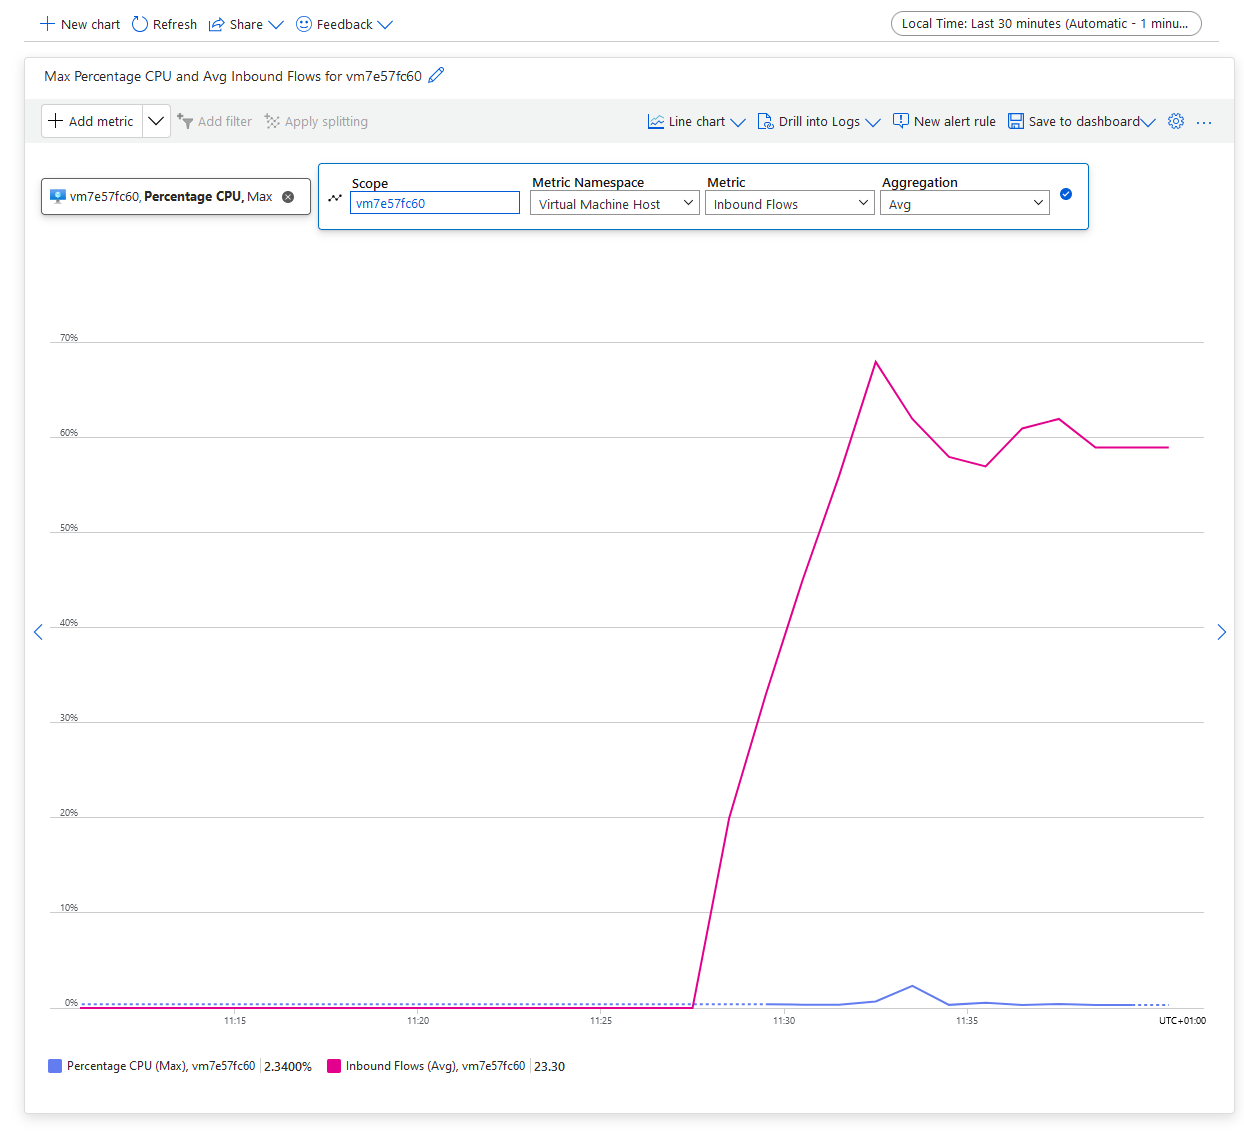 New chart Refresh Share Feedback Local Time: Last 30 minutes (Automatic - 1 minu...
Max Percentage CPU and Avg Inbound Flows for vm7e57fc60
Add metric Add filter Apply splitting Line chart Drill into Logs New alert rule Save to dashboard ...
vm7e57fc60, Percentage CPU, Max
Scope Metric Namespace Metric Aggregation
vm7e57fc60 Virtual Machine Host Inbound Flows Avg
70%
60%
50%
40%
30%
20%
10%
0%
11:15 11:20 11:25 11:30 11:35 UTC+01:00
Percentage CPU (Max), vm7e57fc60 2.3400% Inbound Flows (Avg), vm7e57fc60 23.30